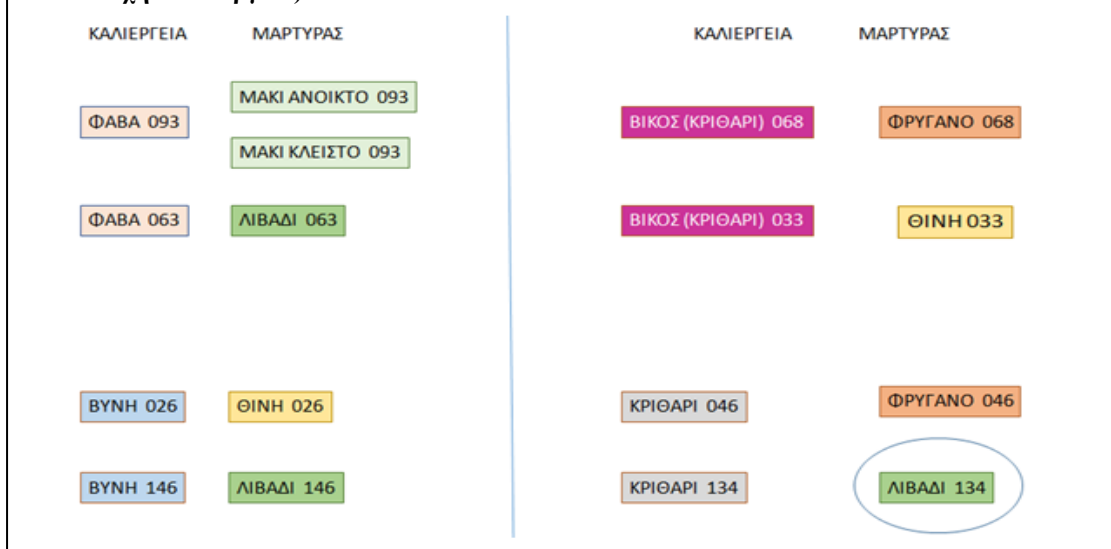 ΚΑΛΙΕΡΓΕΙΑ ΜΑΡΤΥΡΑΣ
ΜΑΚΙ ΑΝΟΙΚΤΟ 093
ΦΑΒΑ 093
ΜΑΚΙ ΚΛΕΙΣΤΟ 093
ΦΑΒΑ 063 ΛΙΒΑΔΙ 063
ΒΥΝΗ 026 ΘΙΝΗ 026
ΒΥΝΗ 146 ΛΙΒΑΔΙ 146
ΚΑΛΙΕΡΓΕΙΑ ΜΑΡΤΥΡΑΣ
ΒΙΚΟΣ (ΚΡΙΘΑΡΙ) 068 ΦΡΥΓΑΝΟ 068
ΒΙΚΟΣ (ΚΡΙΘΑΡΙ) 033 ΘΙΝΗ 033
ΚΡΙΘΑΡΙ 046 ΦΡΥΓΑΝΟ 046
ΚΡΙΘΑΡΙ 134 ΛΙΒΑΔΙ 134